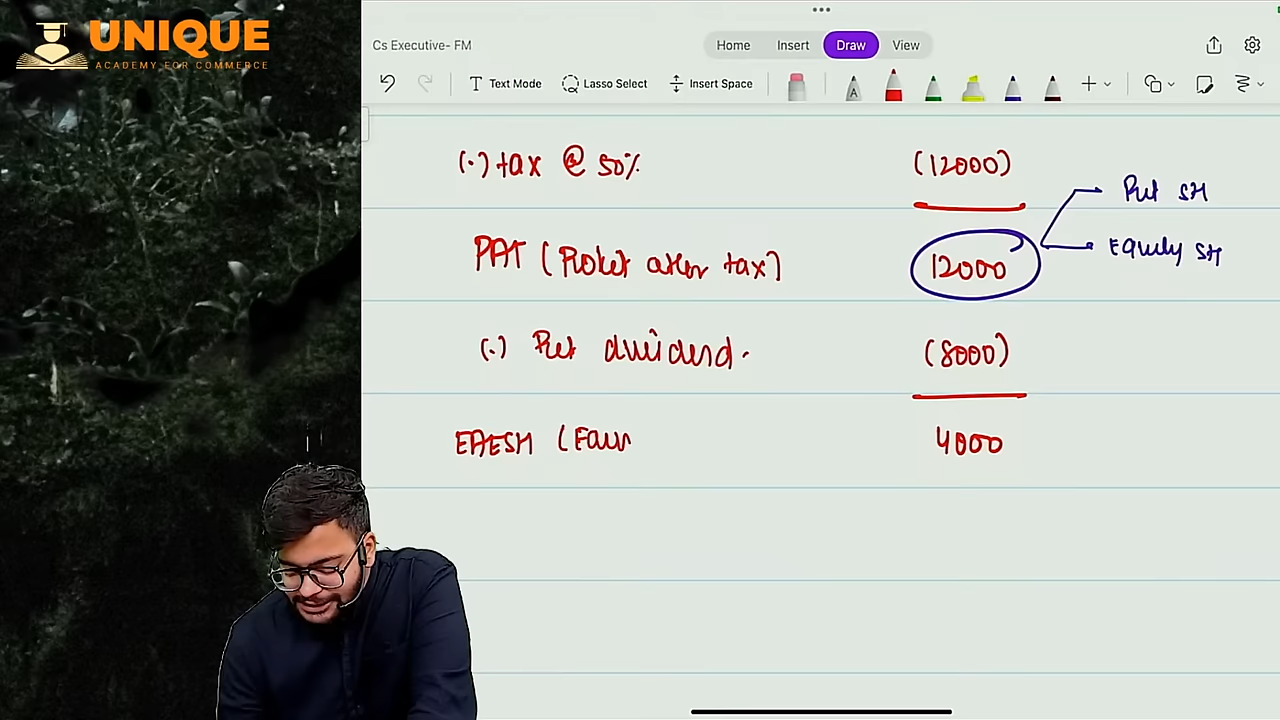 UNIQUE
ACADEMY FOR COMMERCE
Cs Executive- FM
Home Insert Draw View
T Text Mode Lasso Select Insert Space
A
(-) tax @ 50% (12000)
Pref SH
PAT (Profit after tax) 12000
Equity SH
(-) Pref dividend. (8000)
EAESH (Earn 4000